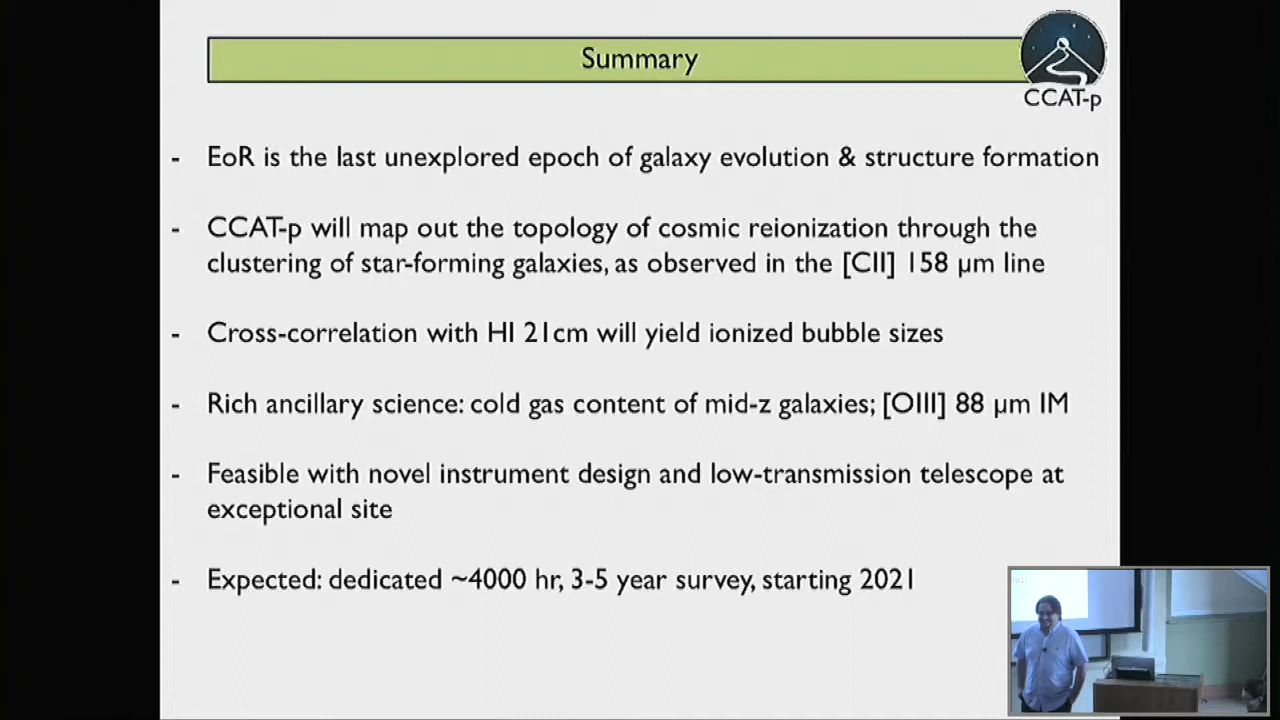 Summary
CCAT-p
- EoR is the last unexplored epoch of galaxy evolution & structure formation
- CCAT-p will map out the topology of cosmic reionization through the
clustering of star-forming galaxies, as observed in the [CII] 158 μm line
- Cross-correlation with HI 21cm will yield ionized bubble sizes
- Rich ancillary science: cold gas content of mid-z galaxies; [OIII] 88 μm IM
- Feasible with novel instrument design and low-transmission telescope at
exceptional site
- Expected: dedicated ~4000 hr, 3-5 year survey, starting 2021